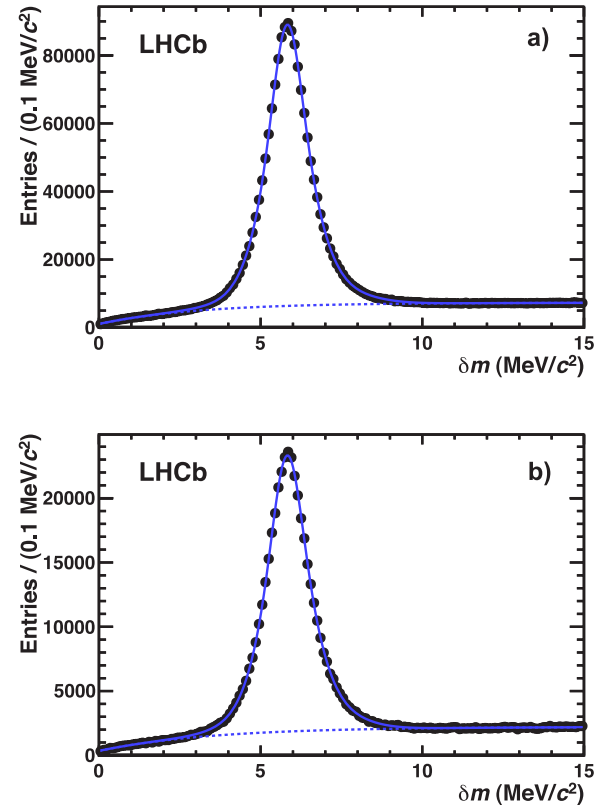 LHCb
a)
Entries / (0.1 MeV/c²)
80000
60000
40000
20000
0
0 5 10 15
δm (MeV/c²)
LHCb
b)
Entries / (0.1 MeV/c²)
20000
15000
10000
5000
0
0 5 10 15
δm (MeV/c²)